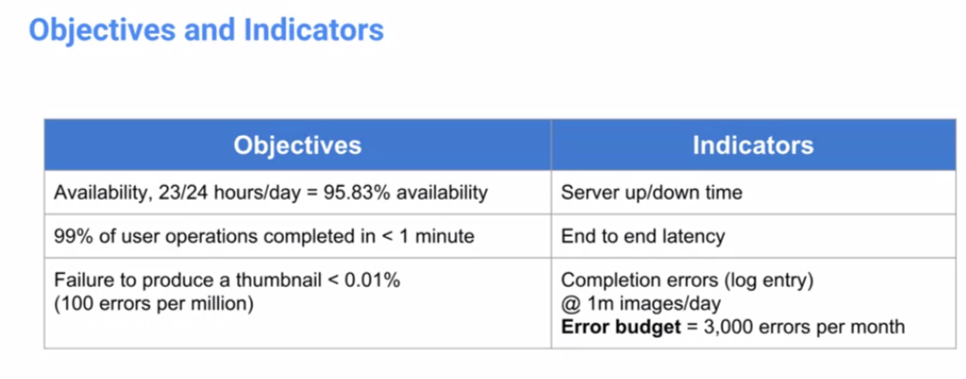 Objectives and Indicators
Objectives
Indicators
Availability, 23/24 hours/day = 95.83% availability
Server up/down time
99% of user operations completed in < 1 minute
End to end latency
Failure to produce a thumbnail < 0.01%
(100 errors per million)
Completion errors (log entry)
@ 1m images/day
Error budget = 3,000 errors per month